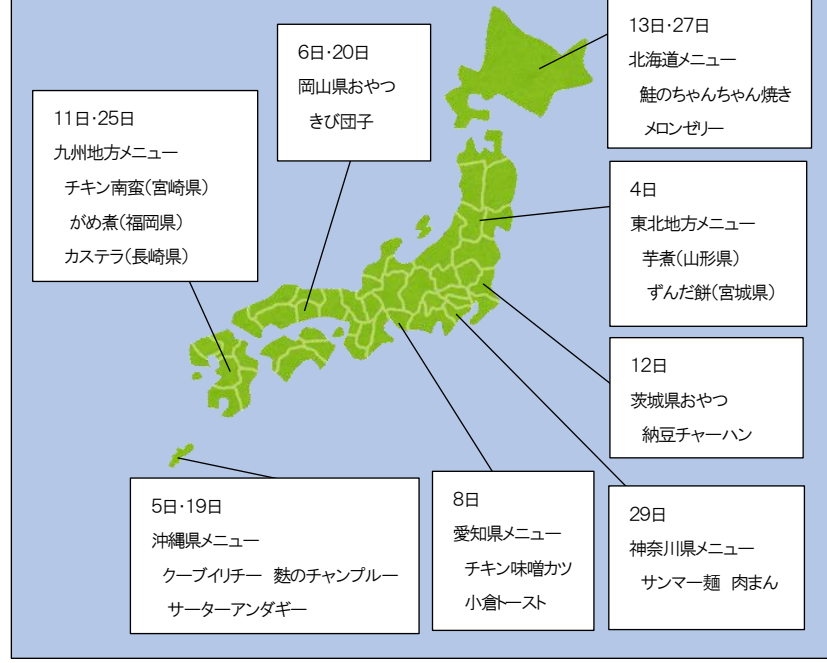 13日・27日
北海道メニュー
鮭のちゃんちゃん焼き
メロンゼリー
6日・20日
岡山県おやつ
きび団子
11日・25日
九州地方メニュー
チキン南蛮(宮崎県)
がめ煮(福岡県)
カステラ(長崎県)
4日
東北地方メニュー
芋煮(山形県)
ずんだ餅(宮城県)
12日
茨城県おやつ
納豆チャーハン
5日・19日
沖縄県メニュー
クーブイリチー 麩のチャンプルー
サーターアンダギー
8日
愛知県メニュー
チキン味噌カツ
小倉トースト
29日
神奈川県メニュー
サンマー麺 肉まん